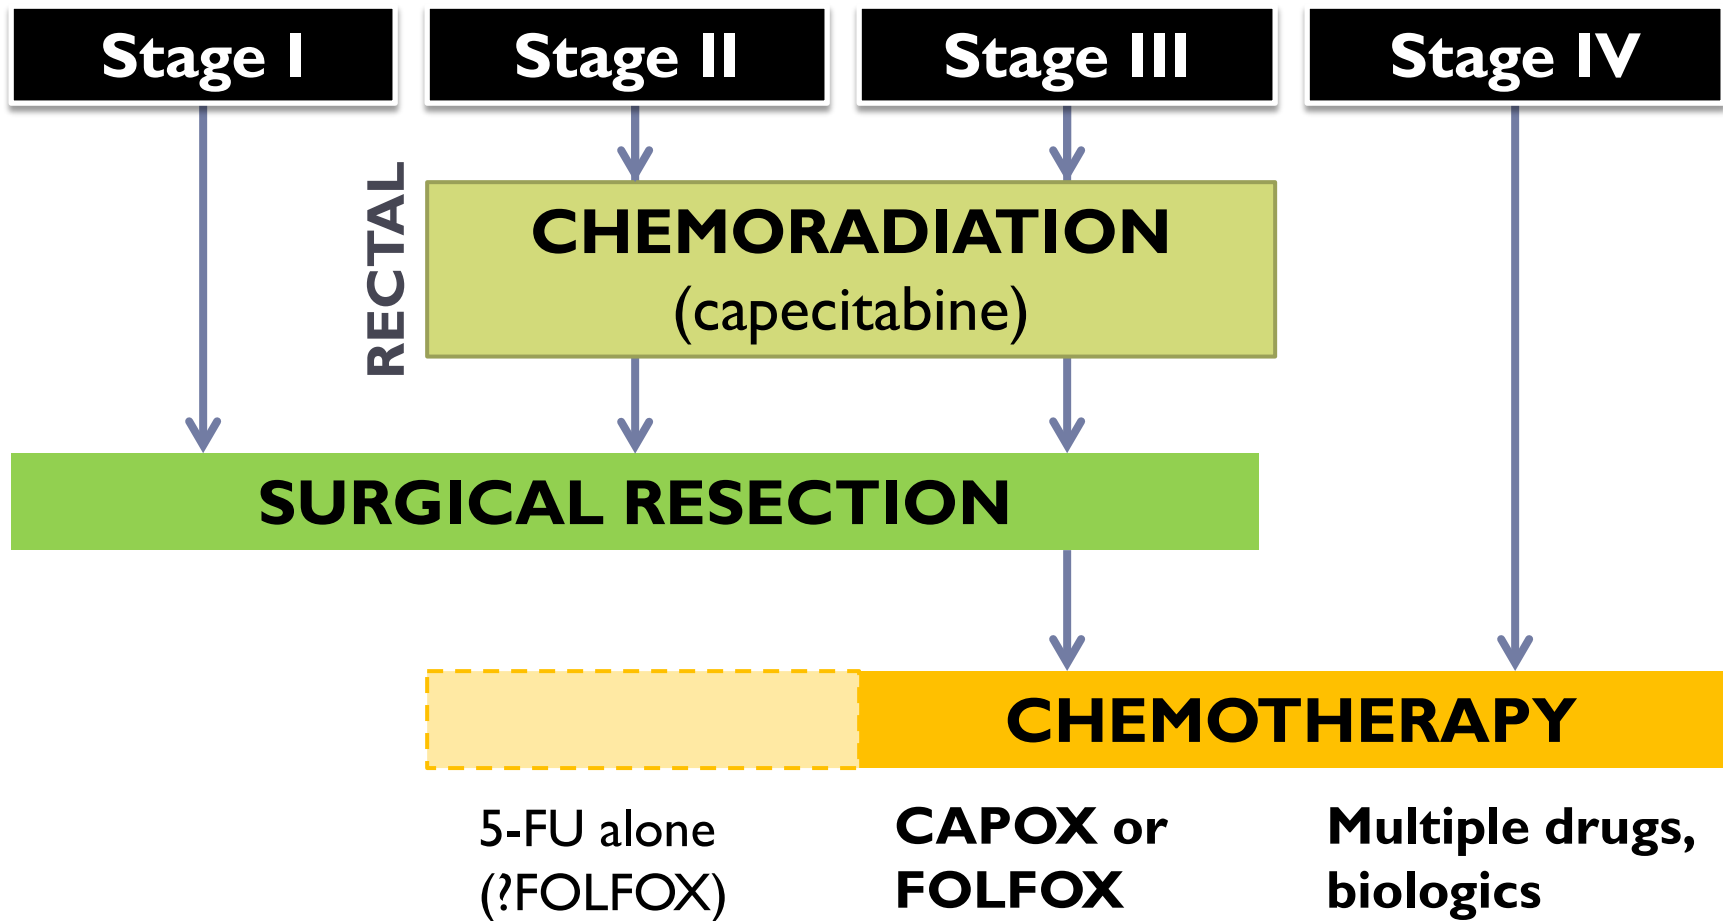 Stage I
Stage II
Stage III
Stage IV
RECTAL
CHEMORADIATION
(capecitabine)
SURGICAL RESECTION
CHEMOTHERAPY
5-FU alone
(?FOLFOX)
CAPOX or
FOLFOX
Multiple drugs,
biologics